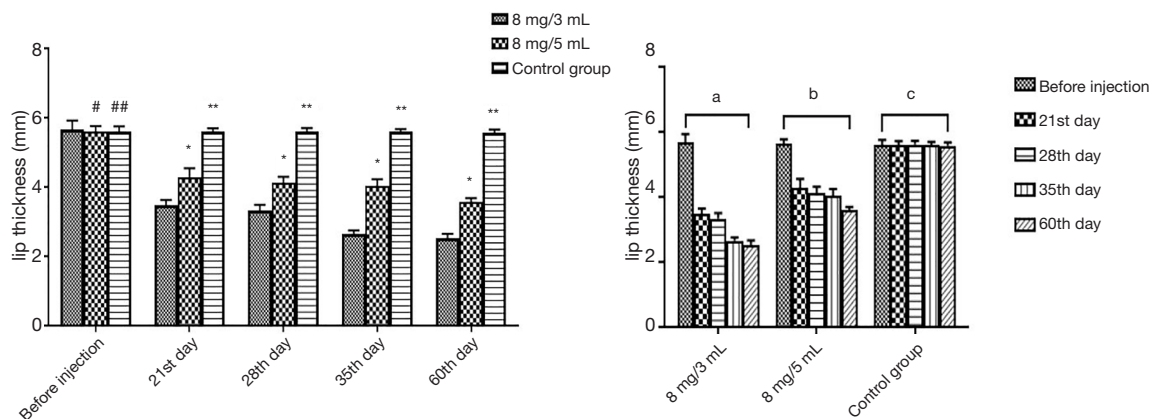 8 mg/3 mL
8 mg/5 mL
Control group
lip thickness (mm)
8
6
4
2
0
# ##
* **
* **
* **
* **
Before injection
21st day
28th day
35th day
60th day
lip thickness (mm)
8
6
4
2
0
a
b
c
8 mg/3 mL
8 mg/5 mL
Control group
Before injection
21st day
28th day
35th day
60th day